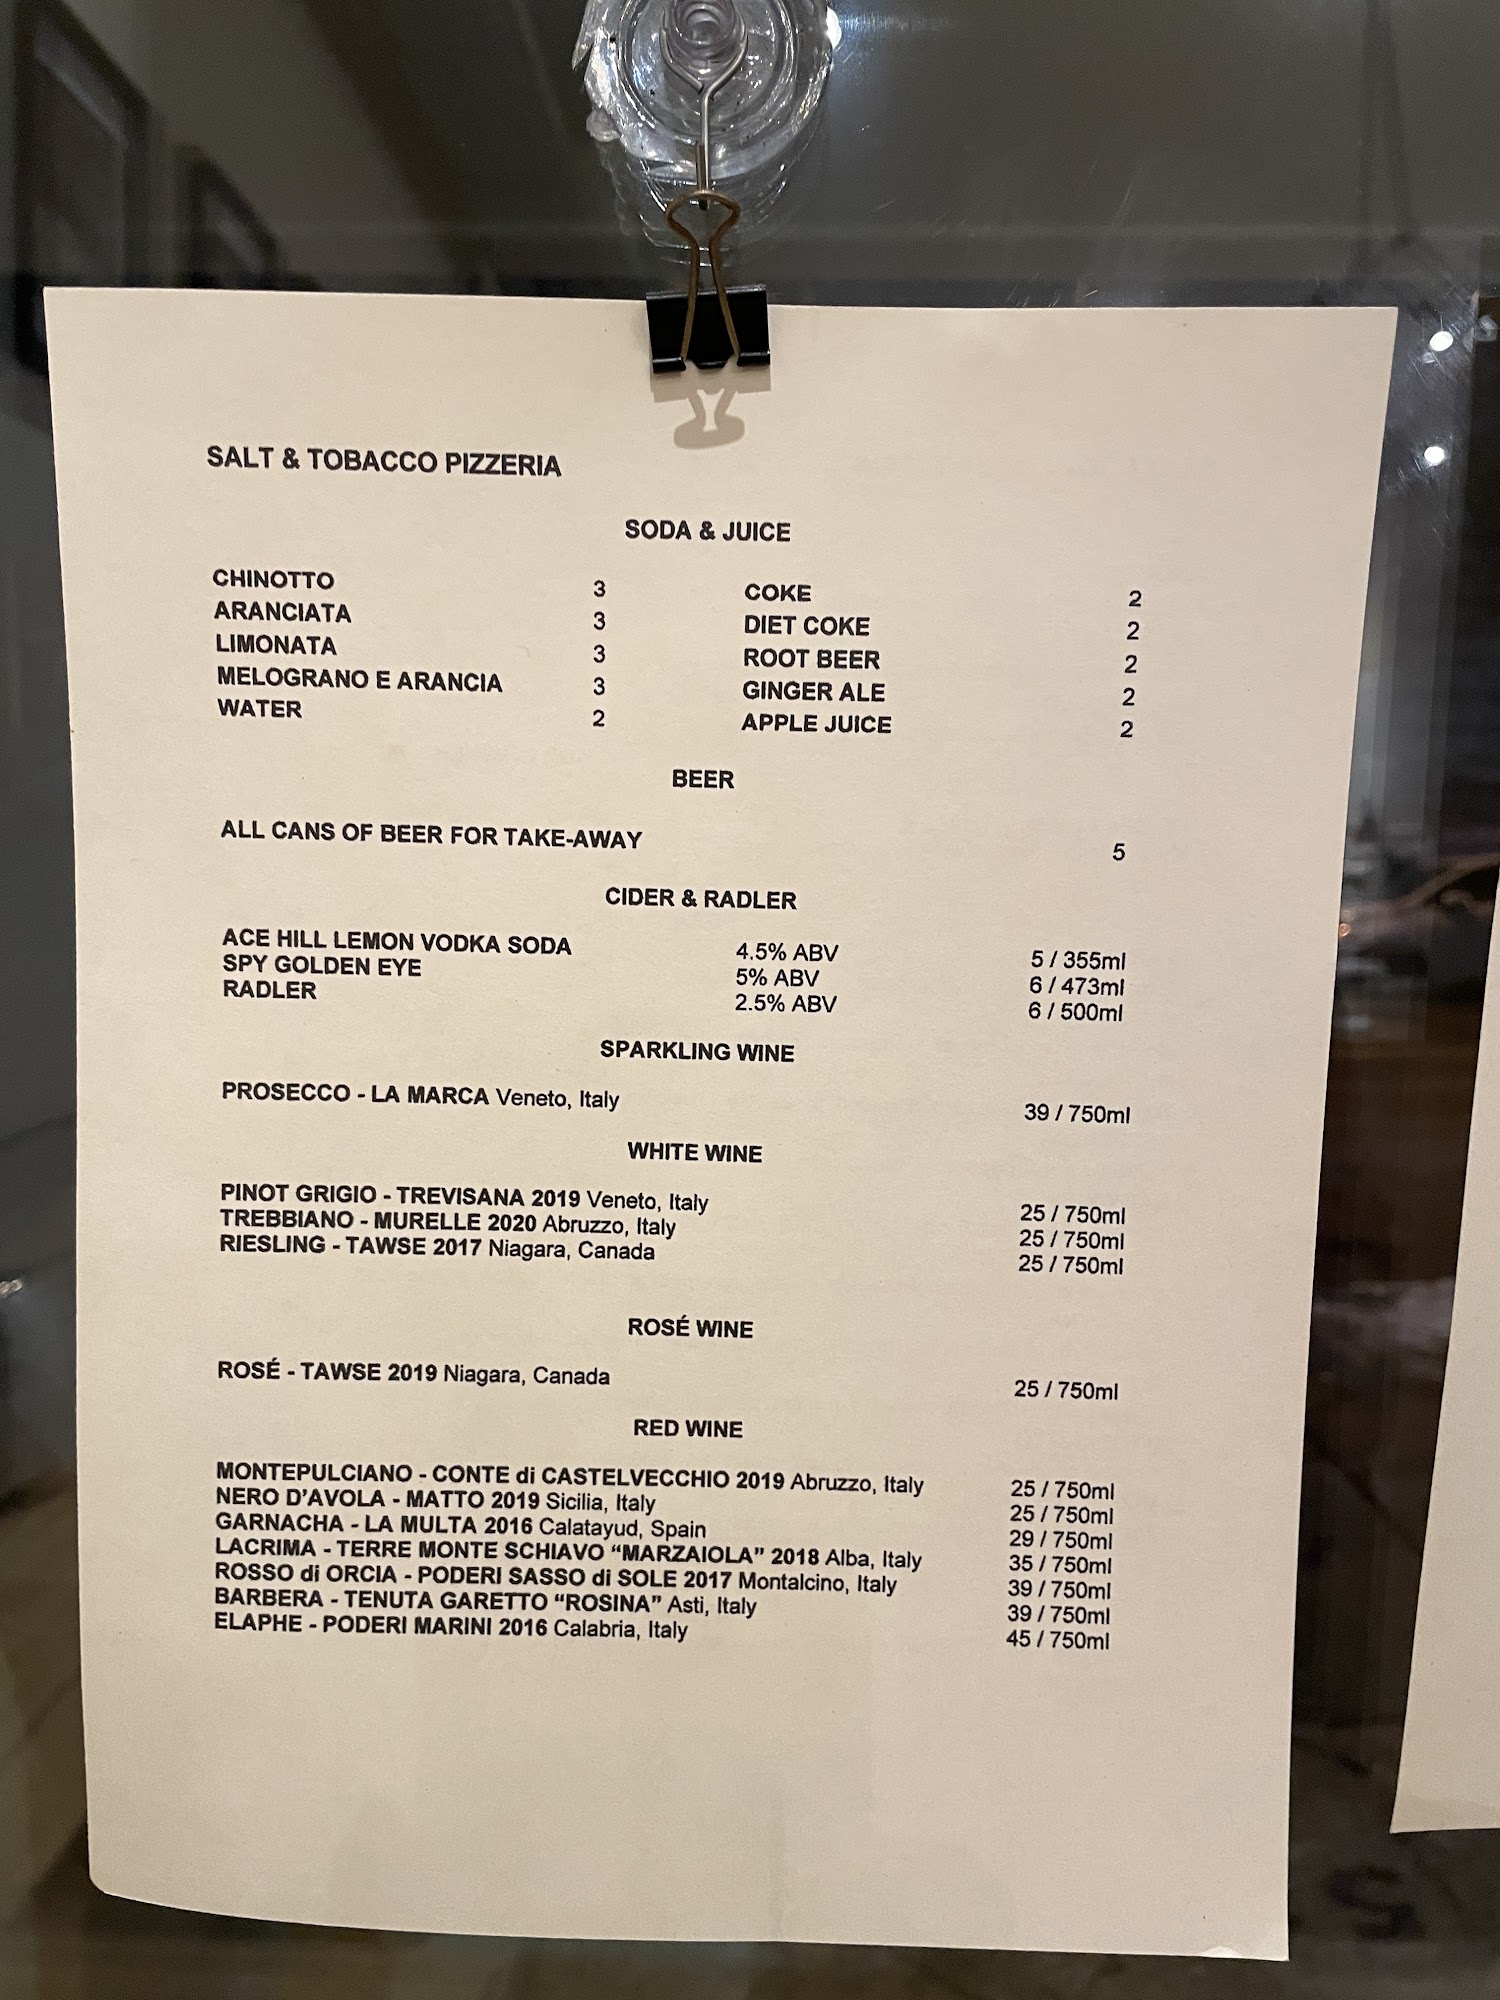 SALT & TOBACCO PIZZERIA
SODA & JUICE
CHINOTTO 3 COKE 2
ARANCIATA 3 DIET COKE 2
LIMONATA 3 ROOT BEER 2
MELOGRANO E ARANCIA 3 GINGER ALE 2
WATER 2 APPLE JUICE 2
BEER
ALL CANS OF BEER FOR TAKE-AWAY 5
CIDER & RADLER
ACE HILL LEMON VODKA SODA 4.5% ABV 5 / 355ml
SPY GOLDEN EYE 5% ABV 6 / 473ml
RADLER 2.5% ABV 6 / 500ml
SPARKLING WINE
PROSECCO - LA MARCA Veneto, Italy 39 / 750ml
WHITE WINE
PINOT GRIGIO - TREVISANA 2019 Veneto, Italy 25 / 750ml
TREBBIANO - MURELLE 2020 Abruzzo, Italy 25 / 750ml
RIESLING - TAWSE 2017 Niagara, Canada 25 / 750ml
ROSÉ WINE
ROSÉ - TAWSE 2019 Niagara, Canada 25 / 750ml
RED WINE
MONTEPULCIANO - CONTE di CASTELVECCHIO 2019 Abruzzo, Italy 25 / 750ml
NERO D’AVOLA - MATTO 2019 Sicilia, Italy 25 / 750ml
GARNACHA - LA MULTA 2016 Calatayud, Spain 29 / 750ml
LACRIMA - TERRE MONTE SCHIAVO “MARZAIOLA” 2018 Alba, Italy 35 / 750ml
ROSSO di ORCIA - PODERI SASSO di SOLE 2017 Montalcino, Italy 39 / 750ml
BARBERA - TENUTA GARETTO “ROSINA” Asti, Italy 39 / 750ml
ELAPHE - PODERI MARINI 2016 Calabria, Italy 45 / 750ml